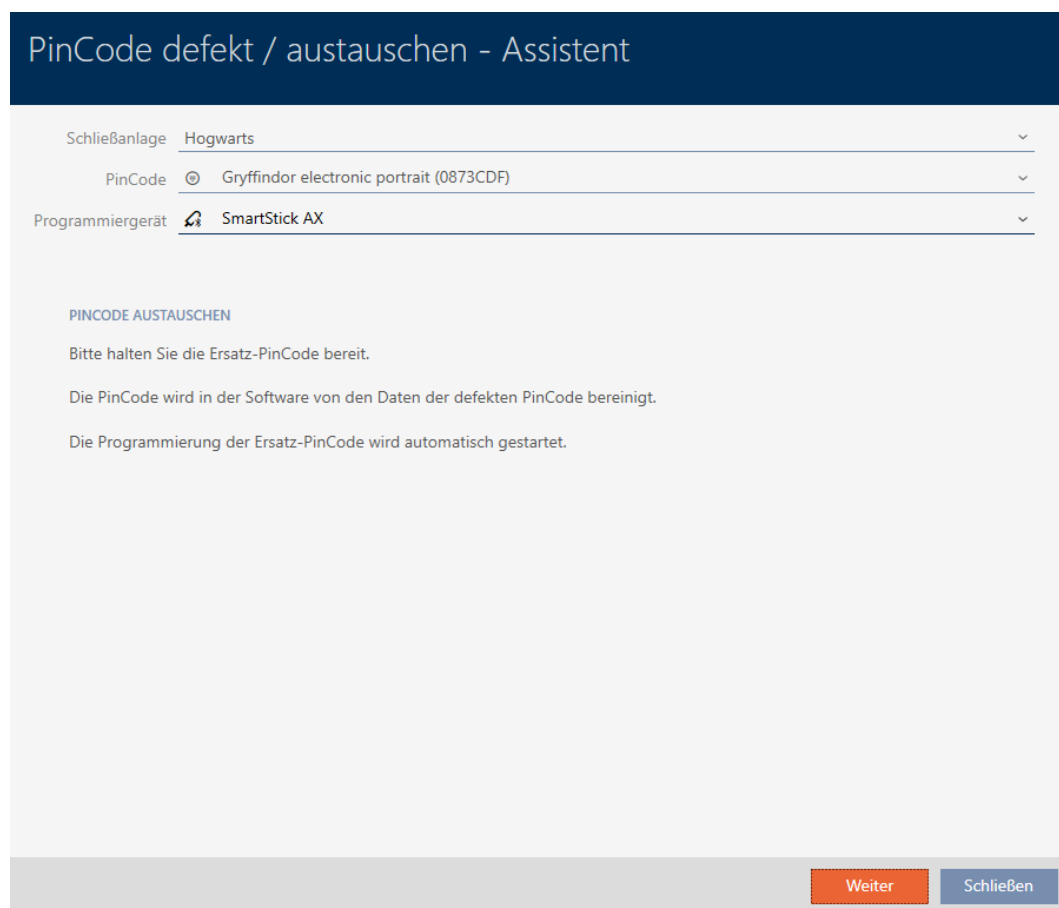 PinCode defekt / austauschen - Assistent
Schließanlage Hogwarts
PinCode Gryffindor electronic portrait (0873CDF)
Programmiergerät SmartStick AX
PINCODE AUSTAUSCHEN
Bitte halten Sie die Ersatz-PinCode bereit.
Die PinCode wird in der Software von den Daten der defekten PinCode bereinigt.
Die Programmierung der Ersatz-PinCode wird automatisch gestartet.
Weiter Schließen